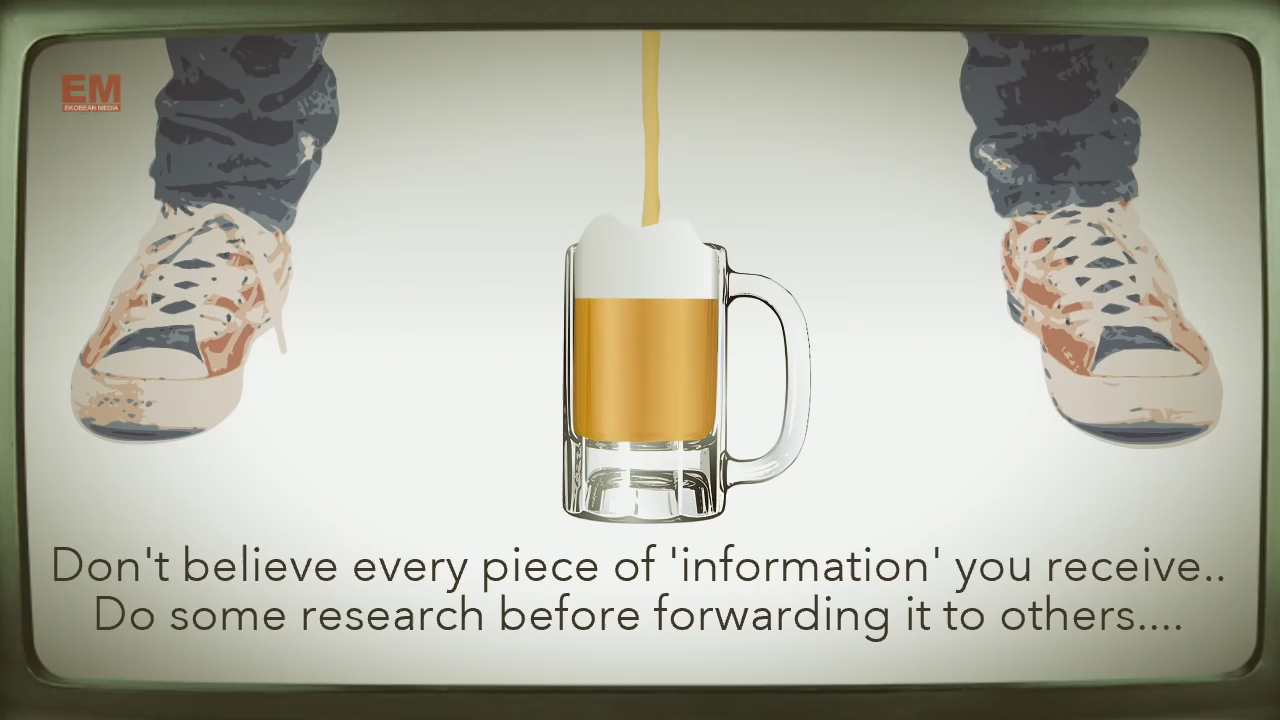 EM
EKOBEAN MEDIA
Don't believe every piece of 'information' you receive..
Do some research before forwarding it to others....